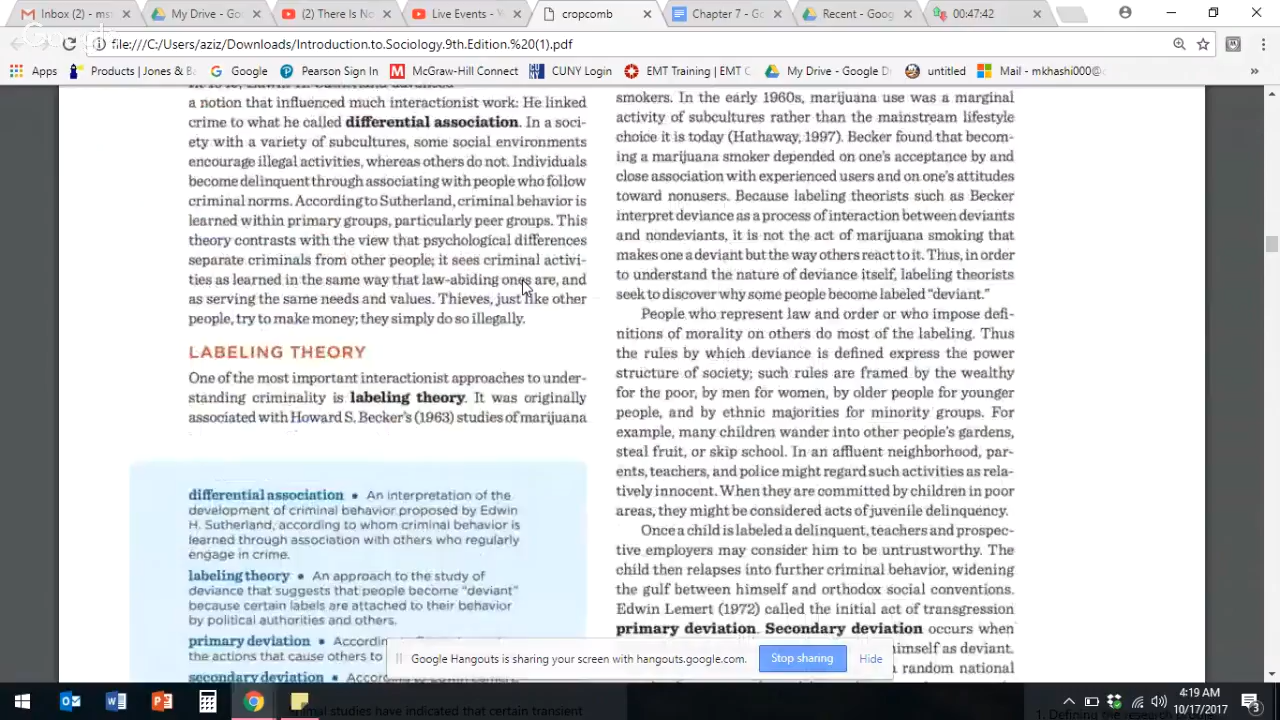 Inbox (2) - ms
My Drive - Goo
(2) There Is No
Live Events - Y
cropcomb
Chapter 7 - Go
Recent - Goog
00:47:42
file:///C:/Users/aziz/Downloads/Introduction.to.Sociology.9th.Edition.%20(1).pdf
Apps
Products | Jones & B
Google
Pearson Sign In
McGraw-Hill Connect
CUNY Login
EMT Training | EMT C
My Drive - Google D
untitled
Mail - mkhashi000@
»
a notion that influenced much interactionist work: He linked
crime to what he called differential association. In a soci-
ety with a variety of subcultures, some social environments
encourage illegal activities, whereas others do not. Individuals
become delinquent through associating with people who follow
criminal norms. According to Sutherland, criminal behavior is
learned within primary groups, particularly peer groups. This
theory contrasts with the view that psychological differences
separate criminals from other people; it sees criminal activi-
ties as learned in the same way that law-abiding ones are, and
as serving the same needs and values. Thieves, just like other
people, try to make money; they simply do so illegally.
LABELING THEORY
One of the most important interactionist approaches to under-
standing criminality is labeling theory. It was originally
associated with Howard S. Becker's (1963) studies of marijuana
differential association • An interpretation of the
development of criminal behavior proposed by Edwin
H. Sutherland, according to whom criminal behavior is
learned through association with others who regularly
engage in crime.
labeling theory • An approach to the study of
deviance that suggests that people become "deviant"
because certain labels are attached to their behavior
by political authorities and others.
primary deviation • Accordin
the actions that cause others to
secondary deviation •
smokers. In the early 1960s, marijuana use was a marginal
activity of subcultures rather than the mainstream lifestyle
choice it is today (Hathaway, 1997). Becker found that becom-
ing a marijuana smoker depended on one's acceptance by and
close association with experienced users and on one's attitudes
toward nonusers. Because labeling theorists such as Becker
interpret deviance as a process of interaction between deviants
and nondeviants, it is not the act of marijuana smoking that
makes one a deviant but the way others react to it. Thus, in order
to understand the nature of deviance itself, labeling theorists
seek to discover why some people become labeled "deviant."
People who represent law and order or who impose defi-
nitions of morality on others do most of the labeling. Thus
the rules by which deviance is defined express the power
structure of society; such rules are framed by the wealthy
for the poor, by men for women, by older people for younger
people, and by ethnic majorities for minority groups. For
example, many children wander into other people's gardens,
steal fruit, or skip school. In an affluent neighborhood, par-
ents, teachers, and police might regard such activities as rela-
tively innocent. When they are committed by children in poor
areas, they might be considered acts of juvenile delinquency.
Once a child is labeled a delinquent, teachers and prospec-
tive employers may consider him to be untrustworthy. The
child then relapses into further criminal behavior, widening
the gulf between himself and orthodox social conventions.
Edwin Lemert (1972) called the initial act of transgression
primary deviation. Secondary deviation occurs when
himself as deviant.
random national
Google Hangouts is sharing your screen with hangouts.google.com.
Stop sharing
Hide
mal studies have indicated that certain transient
1. Defining the research
4:19 AM
10/17/2017
3